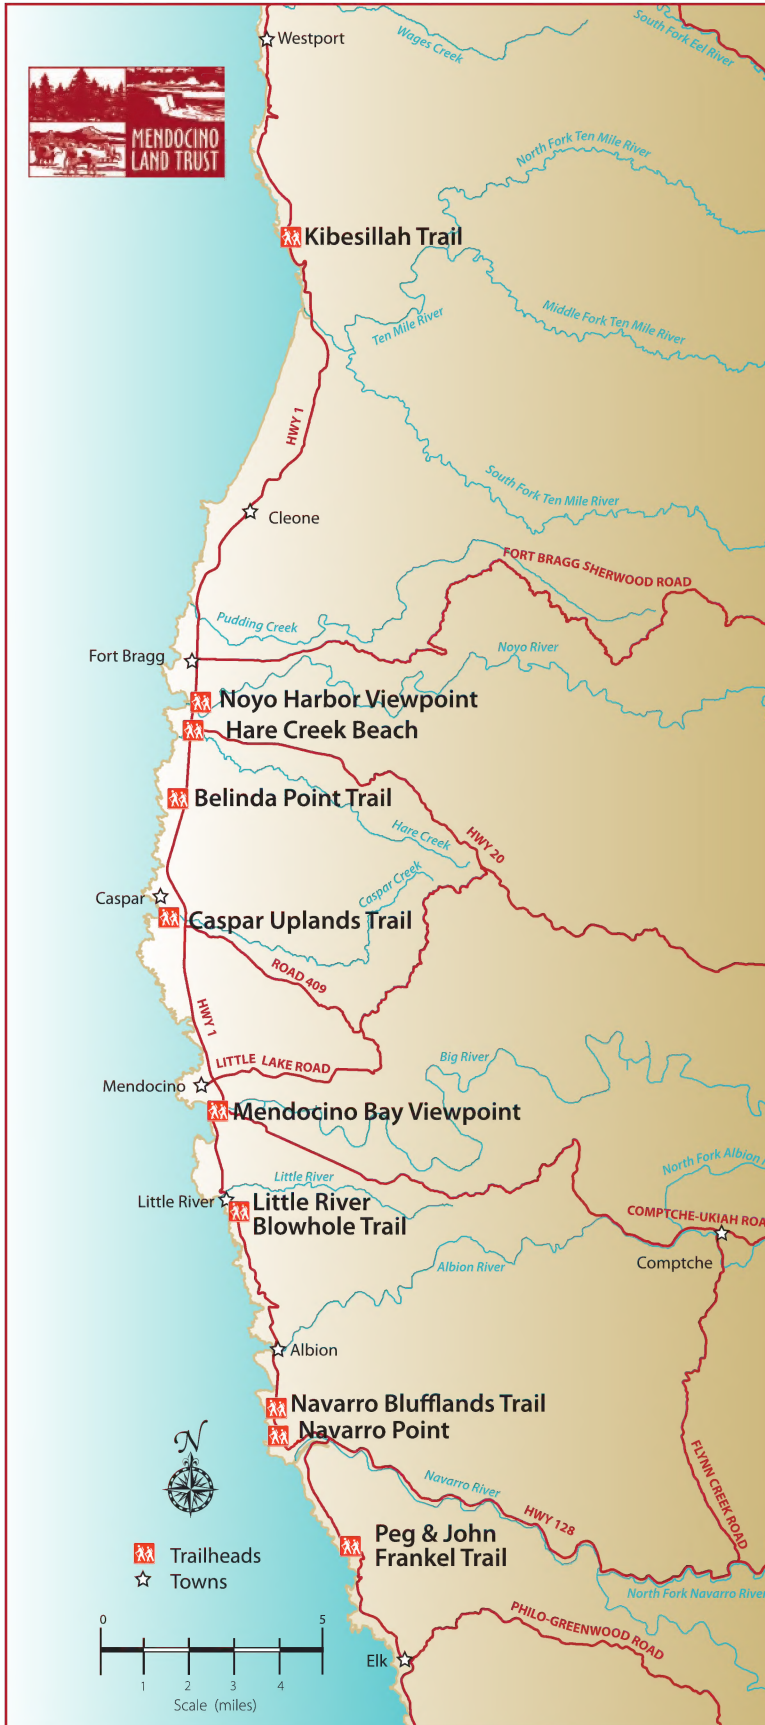 Westport
Wages Creek
South Fork Eel River
MENDOCINO
LAND TRUST
North Fork Ten Mile River
Kibesillah Trail
Ten Mile River
Middle Fork Ten Mile River
HWY 1
South Fork Ten Mile River
Cleone
FORT BRAGG SHERWOOD ROAD
Pudding Creek
Fort Bragg
Noyo River
Noyo Harbor Viewpoint
Hare Creek Beach
Belinda Point Trail
Hare Creek
HWY 20
Caspar Creek
Caspar
Caspar Uplands Trail
ROAD 409
HWY 1
LITTLE LAKE ROAD
Big River
Mendocino
Mendocino Bay Viewpoint
North Fork Albion
Little River
Little River
Little River
Blowhole Trail
COMPTCHE-UKIAH ROA
Comptche
Albion River
Albion
Navarro Blufflands Trail
Navarro Point
N
Navarro River
HWY 128
FLYNN CREEK ROAD
Peg & John
Frankel Trail
Trailheads
Towns
North Fork Navarro River
PHILO-GREENWOOD ROAD
0 5
Elk
1 2 3 4
Scale (miles)